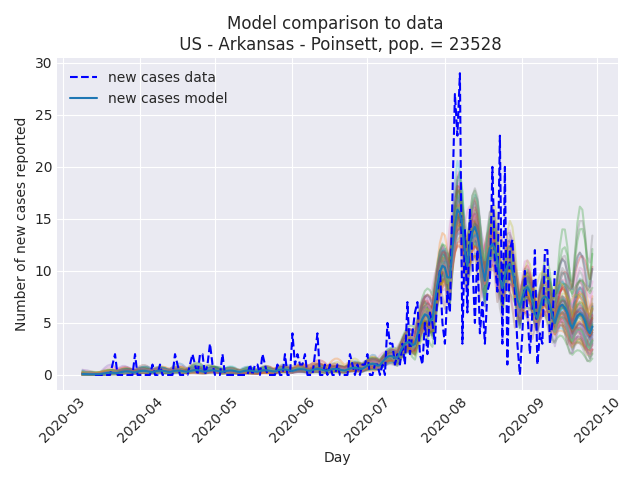 Model comparison to data
US - Arkansas - Poinsett, pop. = 23528
new cases data
new cases model
Number of new cases reported
30
25
20
15
10
5
0
2020-03
2020-04
2020-05
2020-06
2020-07
2020-08
2020-09
2020-10
Day